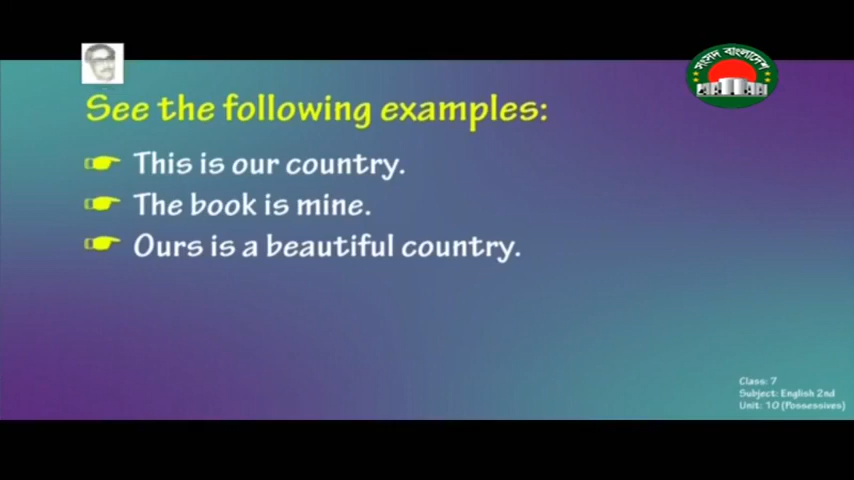 সংসদ বাংলাদেশ
See the following examples:
This is our country.
The book is mine.
Ours is a beautiful country.
Class: 7
Subject: English 2nd
Unit: 10 (Possessives)